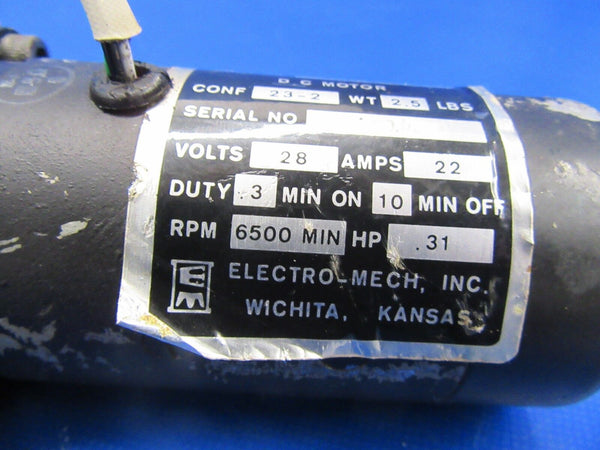 D C MOTOR
CONF 23-2 WT 2.5 LBS
SERIAL NO
VOLTS 28 AMPS 22
DUTY .3 MIN ON 10 MIN OFF
RPM 6500 MIN HP .31
EM ELECTRO-MECH, INC.
WICHITA, KANSAS